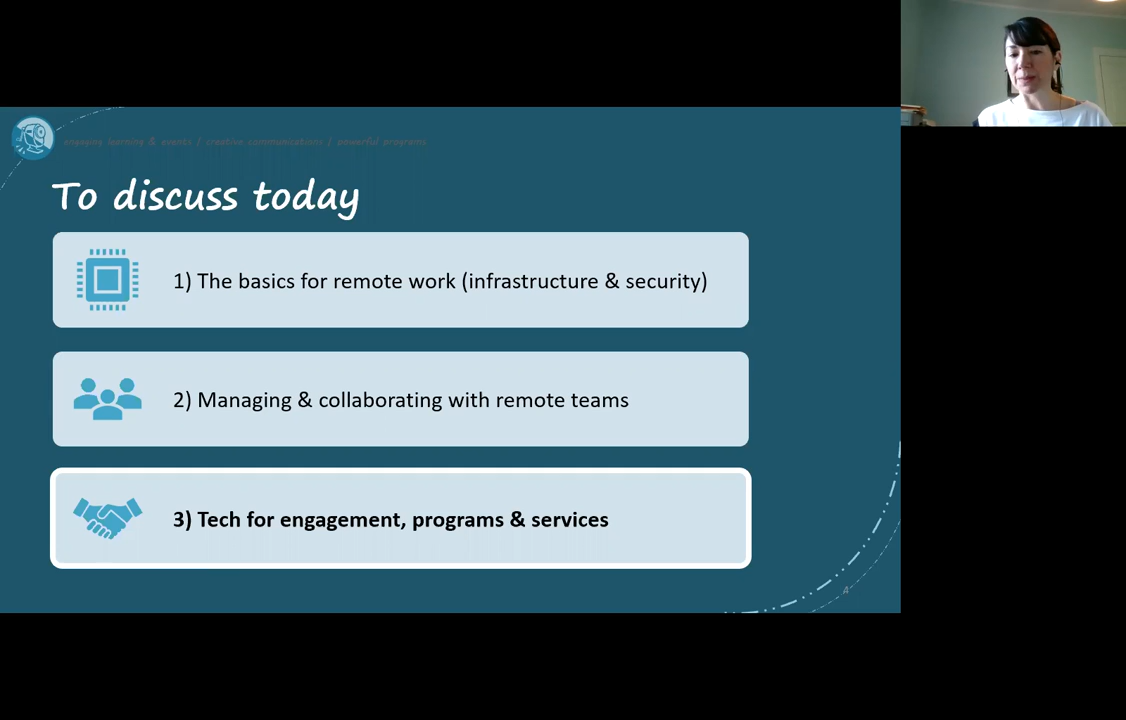 engaging learning & events / creative communications / powerful programs
To discuss today
1) The basics for remote work (infrastructure & security)
2) Managing & collaborating with remote teams
3) Tech for engagement, programs & services
4